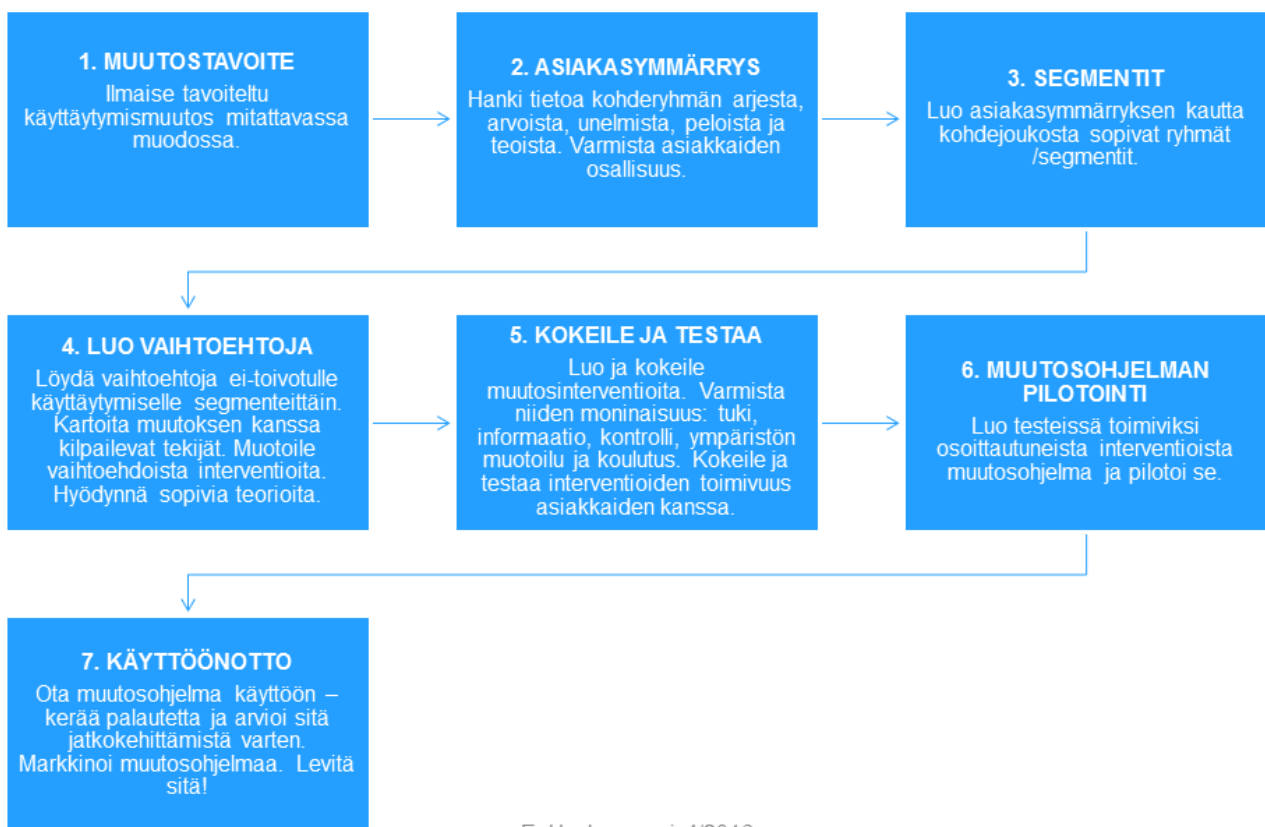 1. MUUTOSTAVOITE
Ilmaise tavoiteltu
käyttäytymismuutos mitattavassa
muodossa.
2. ASIAKASYMMÄRRYS
Hanki tietoa kohderyhmän arjesta,
arvoista, unelmista, peloista ja
teoista. Varmista asiakkaiden
osallisuus.
3. SEGMENTIT
Luo asiakasymmärryksen kautta
kohdejoukosta sopivat ryhmät
/segmentit.
4. LUO VAIHTOEHTOJA
Löydä vaihtoehtoja ei-toivotulle
käyttäytymiselle segmenteittäin.
Kartoita muutoksen kanssa
kilpailevat tekijät. Muotoile
vaihtoehdoista interventioita.
Hyödynnä sopivia teorioita.
5. KOKEILE JA TESTAA
Luo ja kokeile
muutosinterventioita. Varmista
niiden moninaisuus: tuki,
informaatio, kontrolli, ympäristön
muotoilu ja koulutus. Kokeile ja
testaa interventioiden toimivuus
asiakkaiden kanssa.
6. MUUTOSOHJELMAN
PILOTOINTI
Luo testeissä toimiviksi
osoittautuneista interventioista
muutosohjelma ja pilotoi se.
7. KÄYTTÖÖNOTTO
Ota muutosohjelma käyttöön –
kerää palautetta ja arvioi sitä
jatkokehittämistä varten.
Markkinoi muutosohjelmaa. Levitä
sitä!